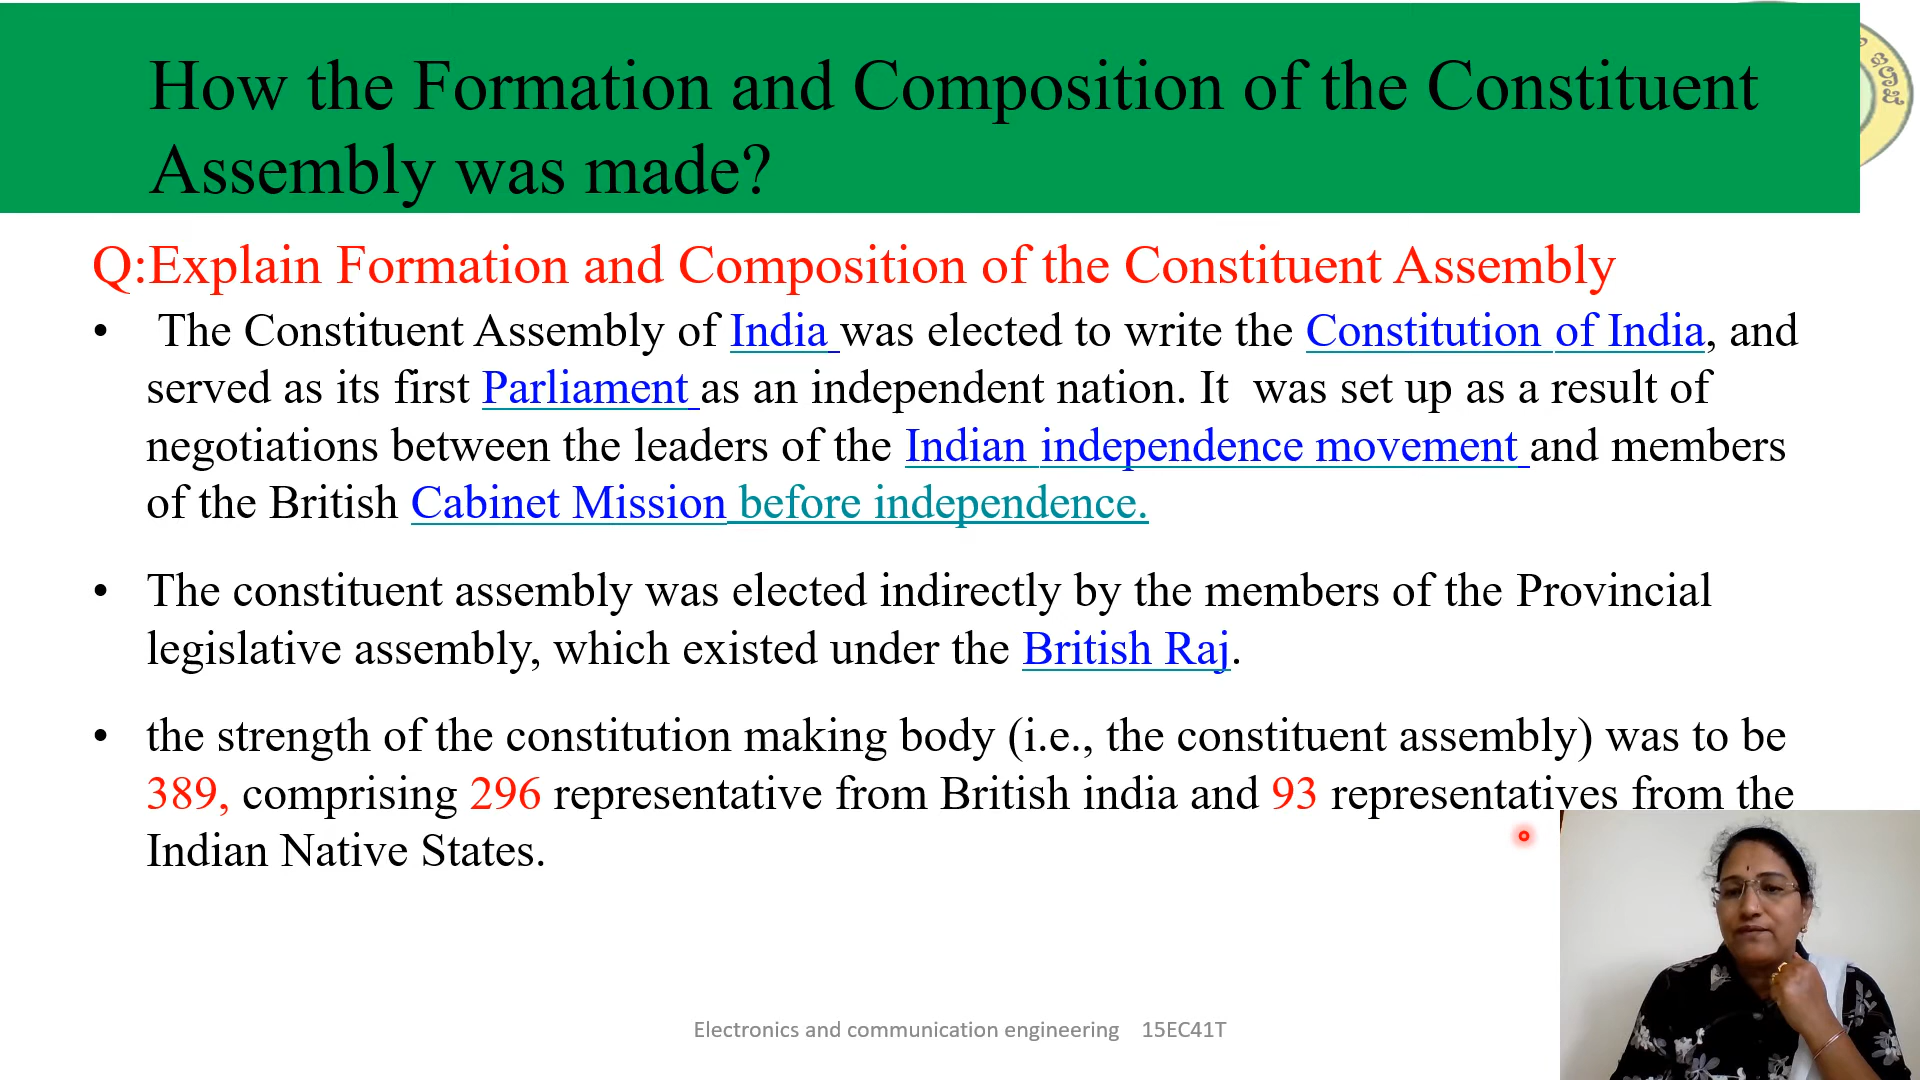 How the Formation and Composition of the Constituent
Assembly was made?
Q:Explain Formation and Composition of the Constituent Assembly
• The Constituent Assembly of India was elected to write the Constitution of India, and
served as its first Parliament as an independent nation. It was set up as a result of
negotiations between the leaders of the Indian independence movement and members
of the British Cabinet Mission before independence.
• The constituent assembly was elected indirectly by the members of the Provincial
legislative assembly, which existed under the British Raj.
• the strength of the constitution making body (i.e., the constituent assembly) was to be
389, comprising 296 representative from British india and 93 representatives from the
Indian Native States.
Electronics and communication engineering 15EC41T